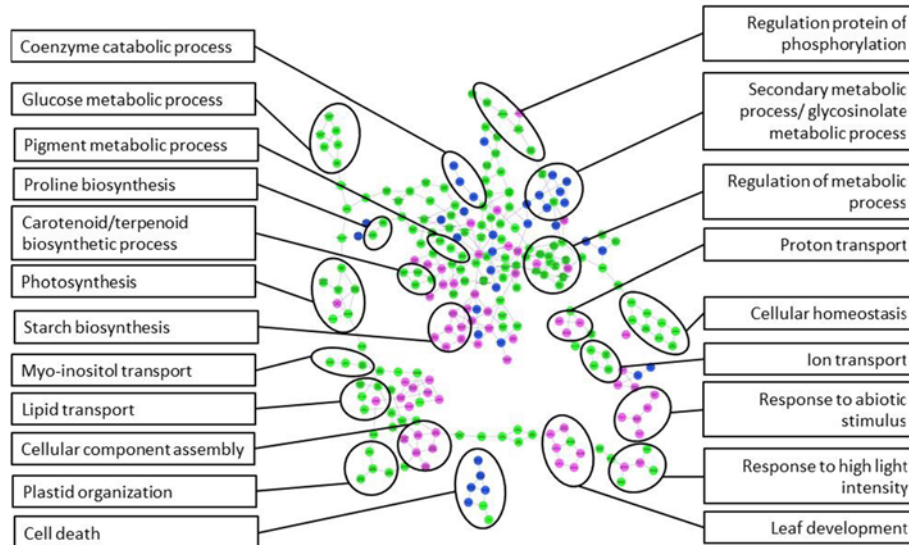 Coenzyme catabolic process
Glucose metabolic process
Pigment metabolic process
Proline biosynthesis
Carotenoid/terpenoid
biosynthetic process
Photosynthesis
Starch biosynthesis
Myo-inositol transport
Lipid transport
Cellular component assembly
Plastid organization
Cell death
Regulation protein of
phosphorylation
Secondary metabolic
process/ glycosinolate
metabolic process
Regulation of metabolic
process
Proton transport
Cellular homeostasis
Ion transport
Response to abiotic
stimulus
Response to high light
intensity
Leaf development